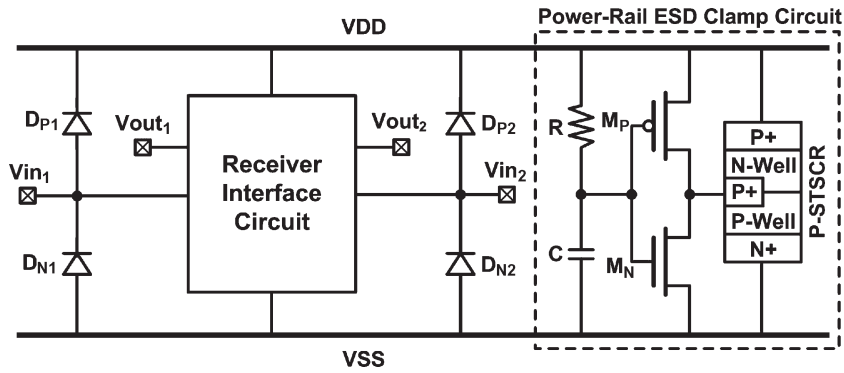 Power-Rail ESD Clamp Circuit
VDD
DP1
Vout1
Vout2
DP2
R
MP
P+
N-Well
P+
P-Well
N+
P-STSCR
Vin1
Receiver
Interface
Circuit
Vin2
DN1
DN2
C
MN
VSS